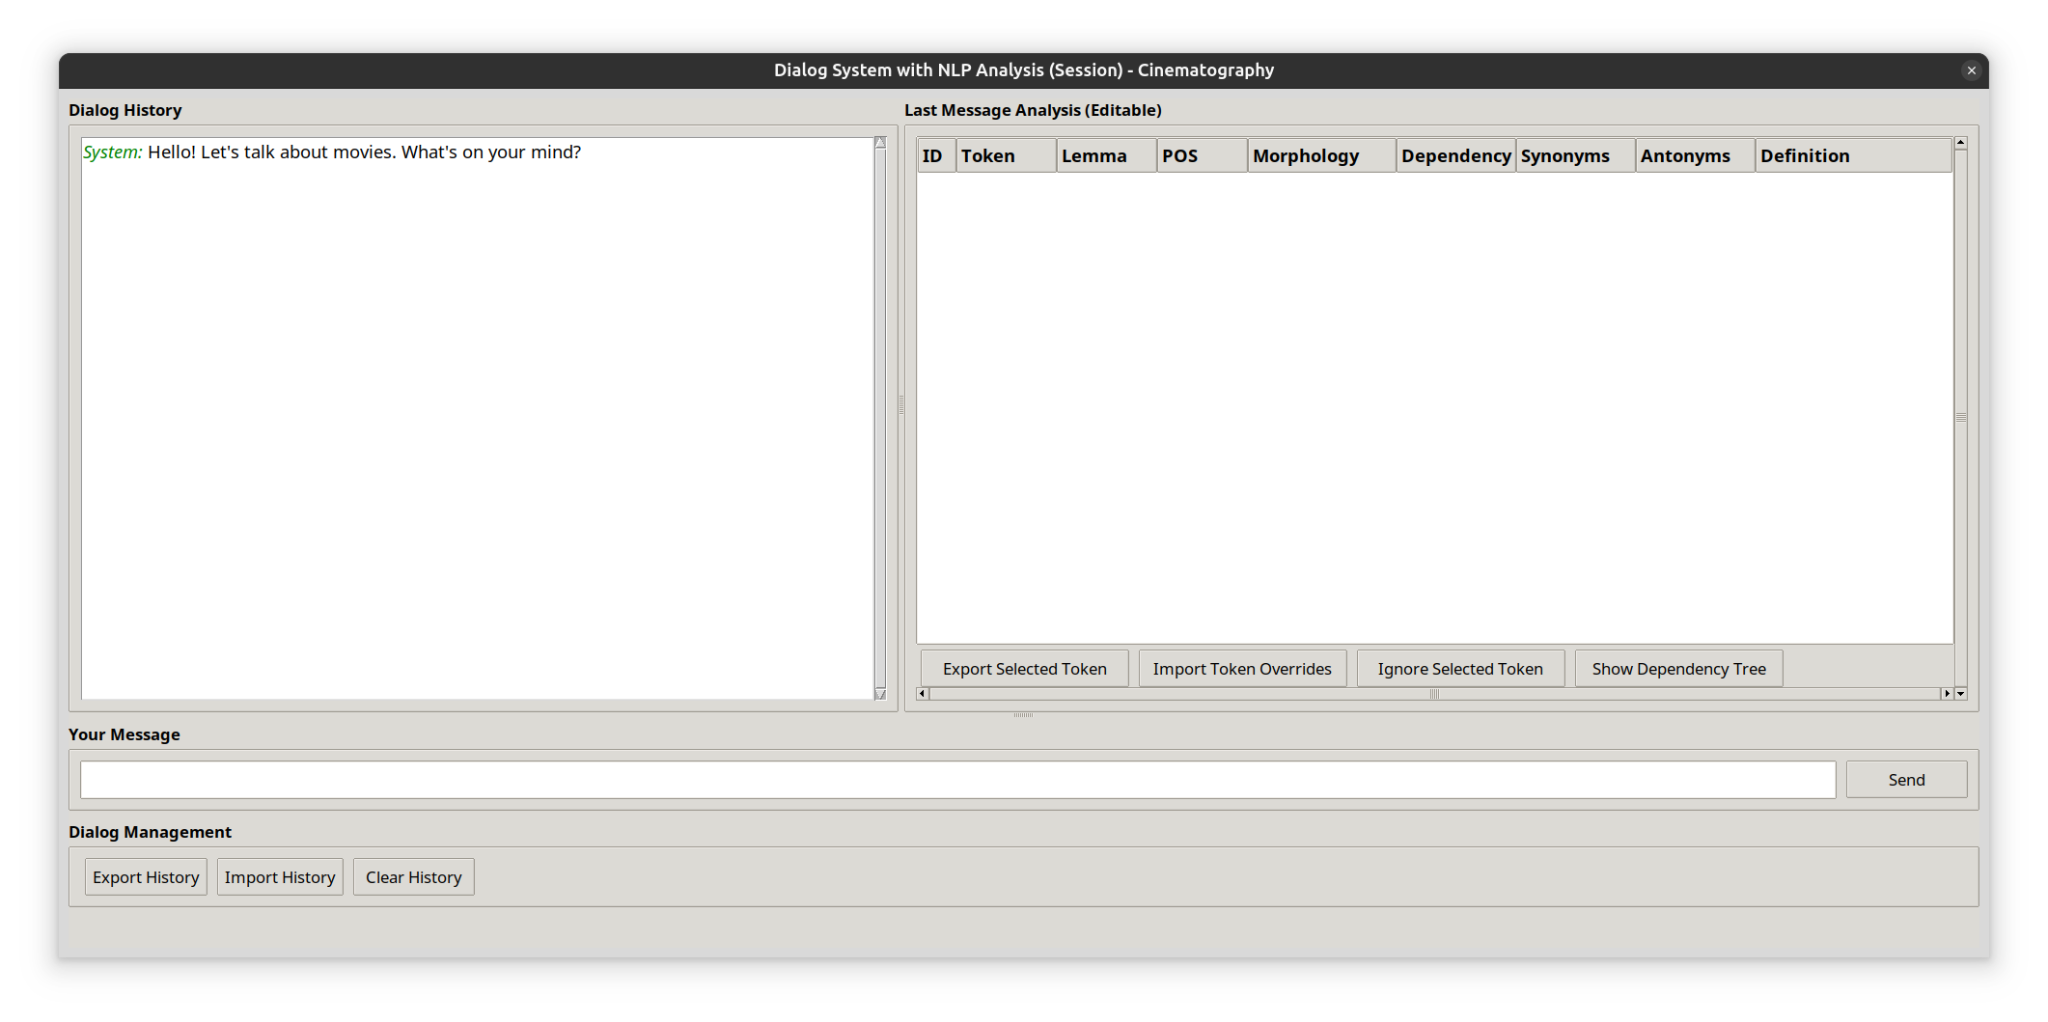 Dialog System with NLP Analysis (Session) - Cinematography
Dialog History
System: Hello! Let's talk about movies. What's on your mind?
Last Message Analysis (Editable)
ID Token Lemma POS Morphology Dependency Synonyms Antonyms Definition
Export Selected Token Import Token Overrides Ignore Selected Token Show Dependency Tree
Your Message
Send
Dialog Management
Export History Import History Clear History